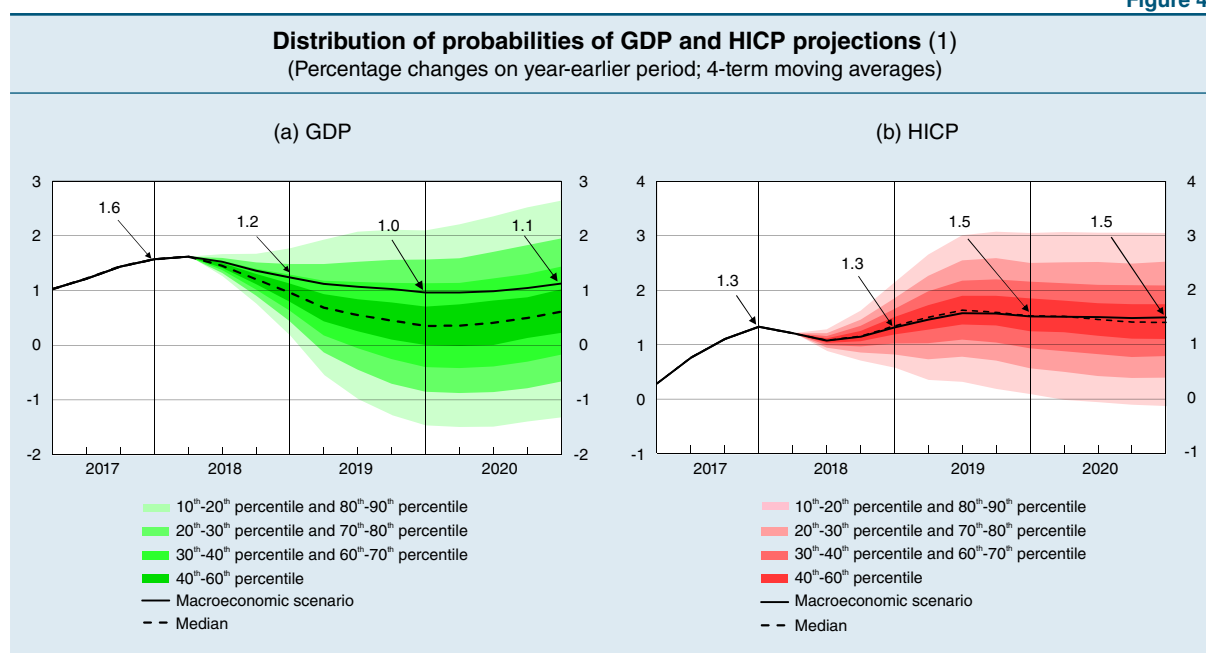 Figure 4
Distribution of probabilities of GDP and HICP projections (1)
(Percentage changes on year-earlier period; 4-term moving averages)
(a) GDP
3
2
1
0
-1
-2
3
2
1
0
-1
-2
1.6
1.2
1.0
1.1
2017 2018 2019 2020
10th-20th percentile and 80th-90th percentile
20th-30th percentile and 70th-80th percentile
30th-40th percentile and 60th-70th percentile
40th-60th percentile
Macroeconomic scenario
Median
(b) HICP
4
3
2
1
0
-1
4
3
2
1
0
-1
1.3
1.3
1.5
1.5
2017 2018 2019 2020
10th-20th percentile and 80th-90th percentile
20th-30th percentile and 70th-80th percentile
30th-40th percentile and 60th-70th percentile
40th-60th percentile
Macroeconomic scenario
Median